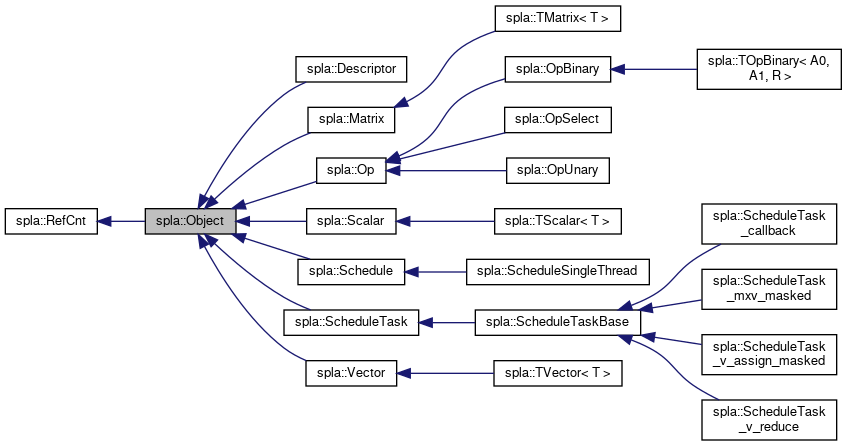 spla::TMatrix< T >
spla::Descriptor
spla::OpBinary
spla::TOpBinary< A0,
A1, R >
spla::Matrix
spla::OpSelect
spla::Op
spla::OpUnary
spla::RefCnt
spla::Object
spla::Scalar
spla::TScalar< T >
spla::ScheduleTask
_callback
spla::Schedule
spla::ScheduleSingleThread
spla::ScheduleTask
_mxv_masked
spla::ScheduleTask
spla::ScheduleTaskBase
spla::ScheduleTask
_v_assign_masked
spla::Vector
spla::TVector< T >
spla::ScheduleTask
_v_reduce